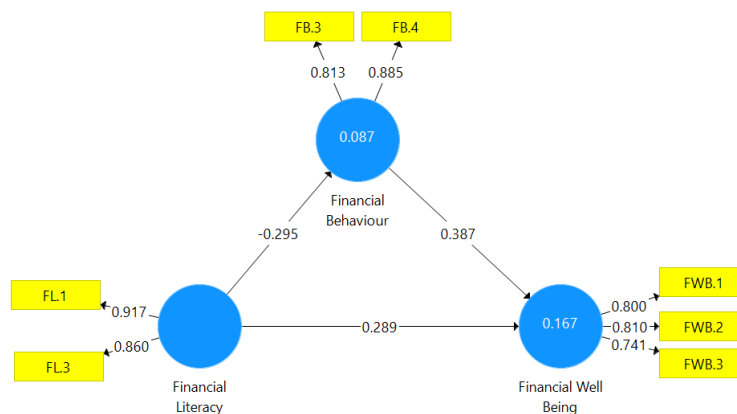 FB.3
FB.4
0.813
0.885
0.087
Financial
Behaviour
-0.295
0.387
FL.1
0.917
0.860
FL.3
Financial
Literacy
0.289
0.167
Financial Well
Being
0.800
0.810
0.741
FWB.1
FWB.2
FWB.3